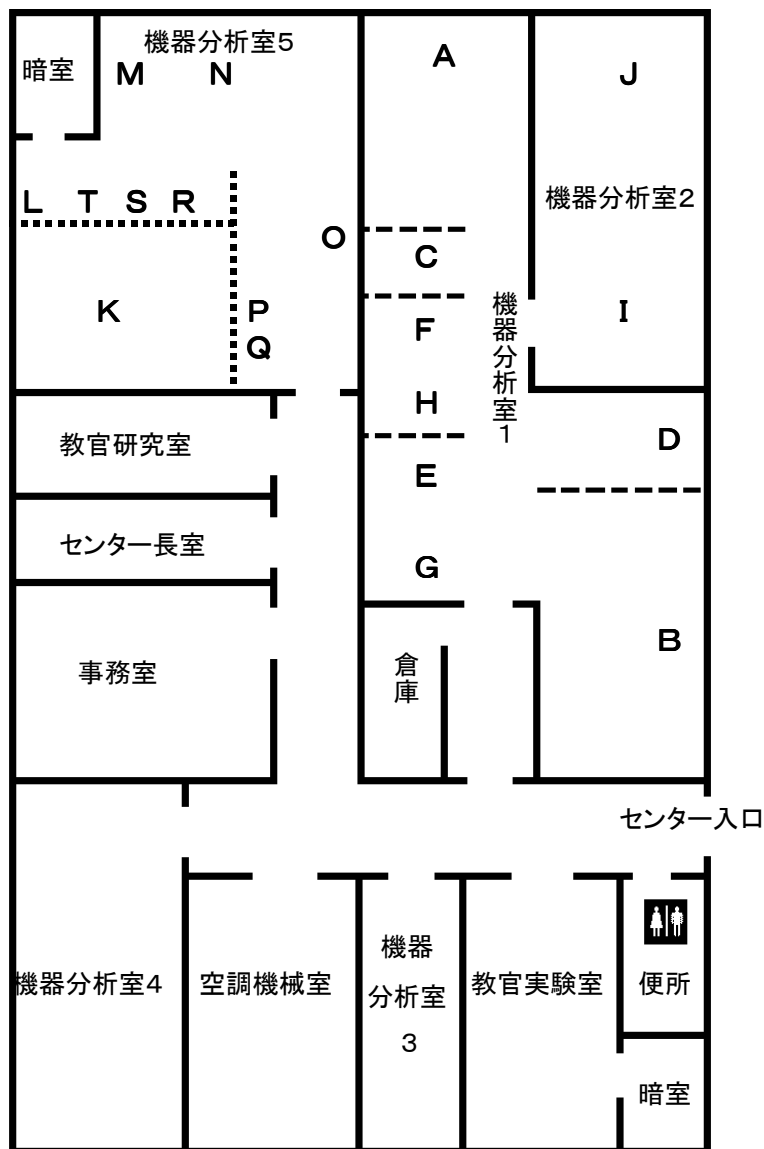 機器分析室5
A
暗室
M N
J
L T S R
機器分析室2
O
C
K
P
I
機器分析室1
F
Q
H
教官研究室
D
E
センター長室
G
B
倉庫
事務室
センター入口
機器分析室4
空調機械室
機器
分析室
3
教官実験室
便所
暗室